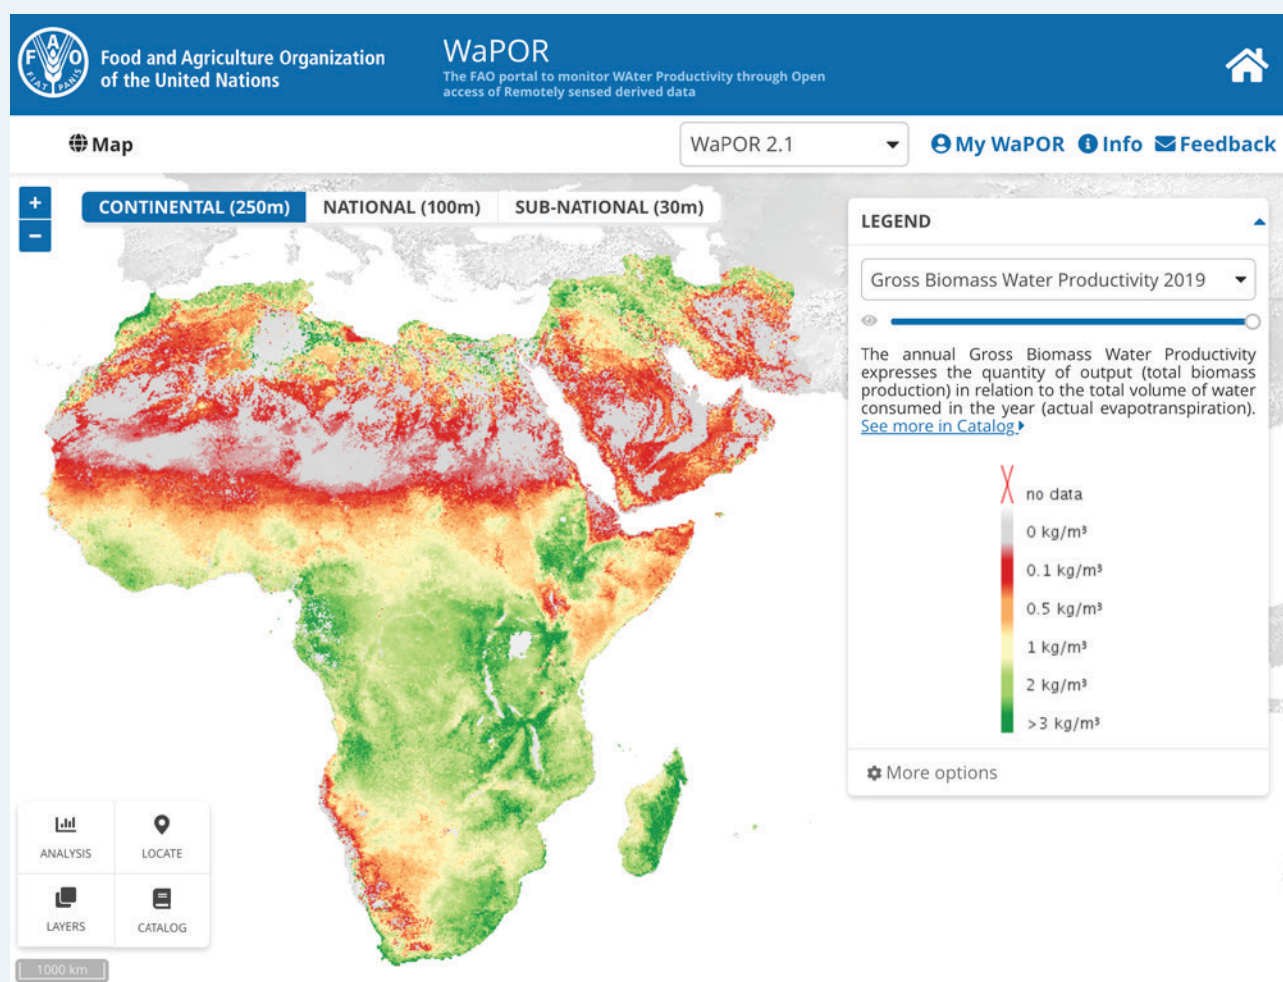 FAO
FIAT PANIS
Food and Agriculture Organization
of the United Nations
WaPOR
The FAO portal to monitor WAter Productivity through Open
access of Remotely sensed derived data
Map
WaPOR 2.1
My WaPOR
Info
Feedback
+
−
CONTINENTAL (250m)
NATIONAL (100m)
SUB-NATIONAL (30m)
LEGEND
Gross Biomass Water Productivity 2019
The annual Gross Biomass Water Productivity
expresses the quantity of output (total biomass
production) in relation to the total volume of water
consumed in the year (actual evapotranspiration).
See more in Catalog
no data
0 kg/m³
0.1 kg/m³
0.5 kg/m³
1 kg/m³
2 kg/m³
>3 kg/m³
More options
ANALYSIS
LOCATE
LAYERS
CATALOG
1000 km